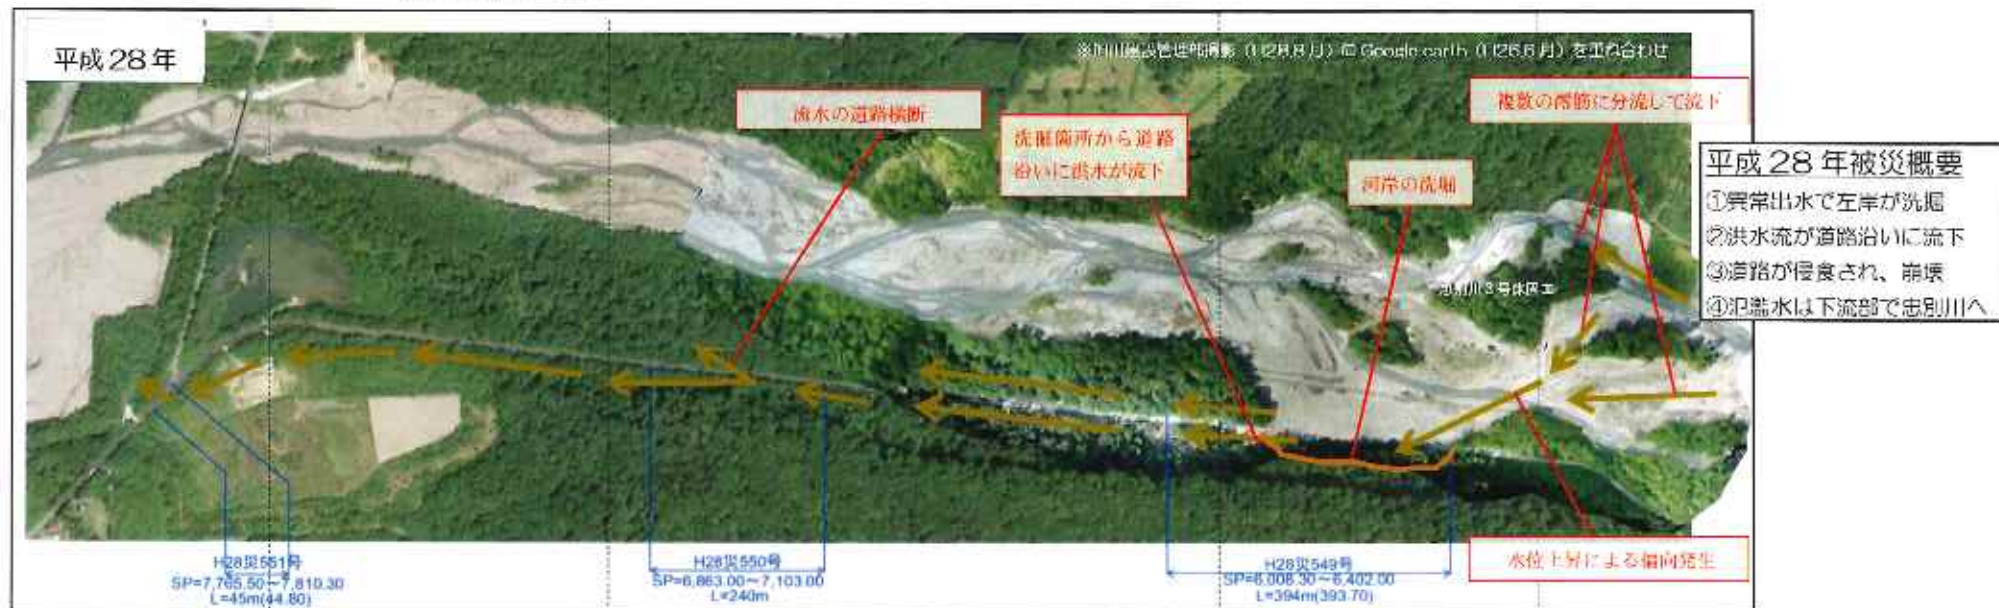 平成28年
※旭川建設管理部撮影（H28.8月）に Google earth（H26.6月）を重ね合わせ
流水の道路横断
洗掘箇所から道路
沿いに洪水が流下
河岸の洗掘
複数の澪筋に分流して流下
平成28年被災概要
①異常出水で左岸が洗掘
②洪水流が道路沿いに流下
③道路が侵食され、崩壊
④氾濫水は下流部で忠別川へ
忠別川3号床固工
水位上昇による偏向発生
H28災551号
SP=7,765.50～7,810.30
L=45m(44.80)
H28災550号
SP=6,863.00～7,103.00
L=240m
H28災549号
SP=6,008.30～6,402.00
L=394m(393.70)